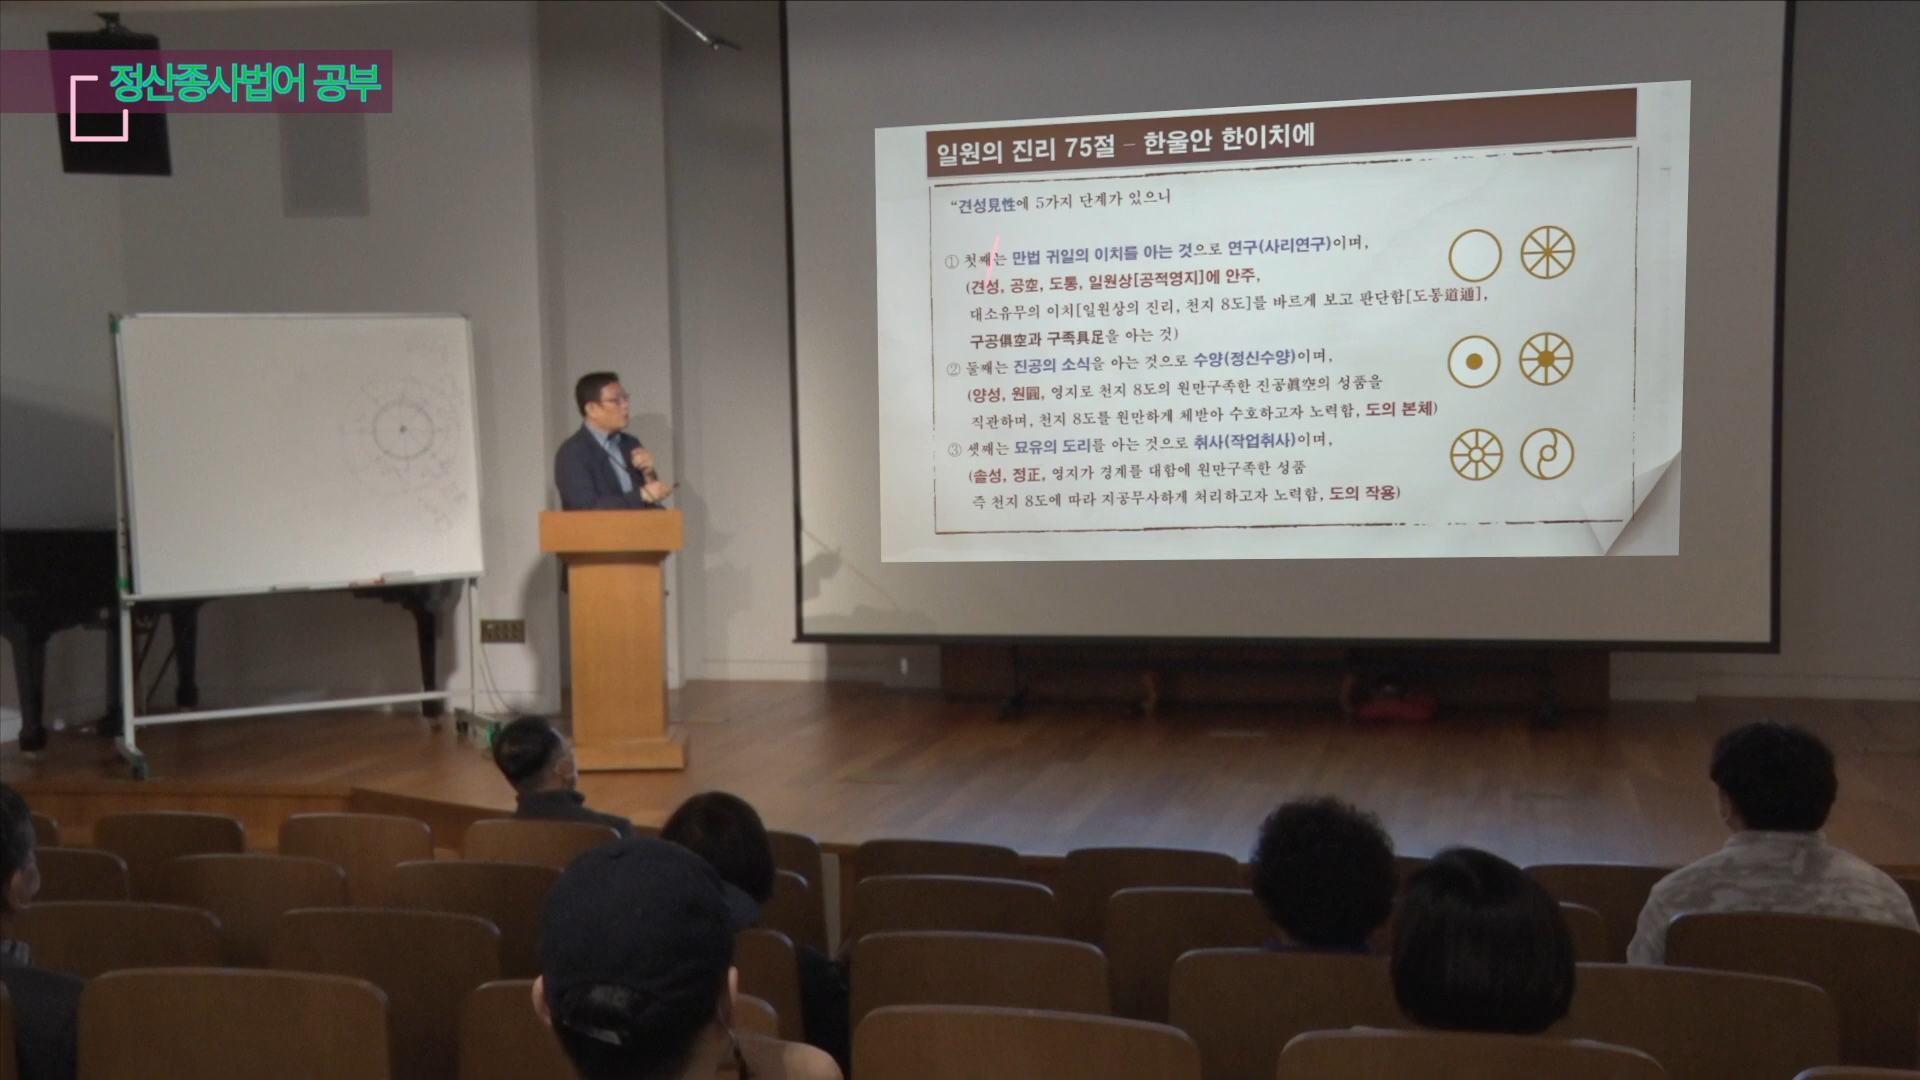 정산종사법어 공부
일원의 진리 75절 - 한울안 한이치에
“견성見性에 5가지 단계가 있으니
① 첫째는 만법 귀일의 이치를 아는 것으로 연구(사리연구)이며,
(견성, 공空, 도통, 일원상[공적영지]에 안주,
대소유무의 이치[일원상의 진리, 천지 8도]를 바르게 보고 판단함[도통道通],
구공俱空과 구족具足을 아는 것)
② 둘째는 진공의 소식을 아는 것으로 수양(정신수양)이며,
(양성, 원圓, 영지로 천지 8도의 원만구족한 진공眞空의 성품을
직관하며, 천지 8도를 원만하게 체받아 수호하고자 노력함, 도의 본체)
③ 셋째는 묘유의 도리를 아는 것으로 취사(작업취사)이며,
(솔성, 정正, 영지가 경계를 대함에 원만구족한 성품
즉 천지 8도에 따라 지공무사하게 처리하고자 노력함, 도의 작용)